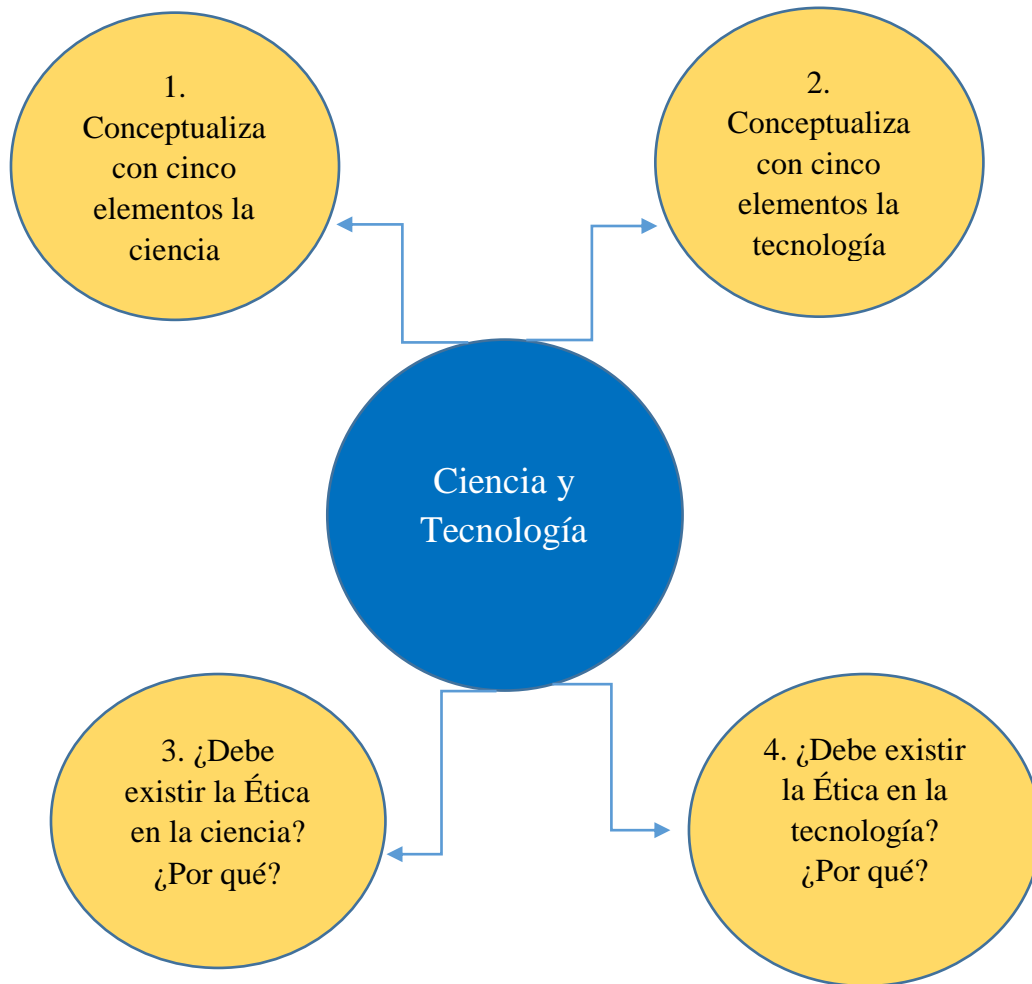 1.
Conceptualiza
con cinco
elementos la
ciencia
2.
Conceptualiza
con cinco
elementos la
tecnología
Ciencia y
Tecnología
3. ¿Debe
existir la Ética
en la ciencia?
¿Por qué?
4. ¿Debe existir
la Ética en la
tecnología?
¿Por qué?